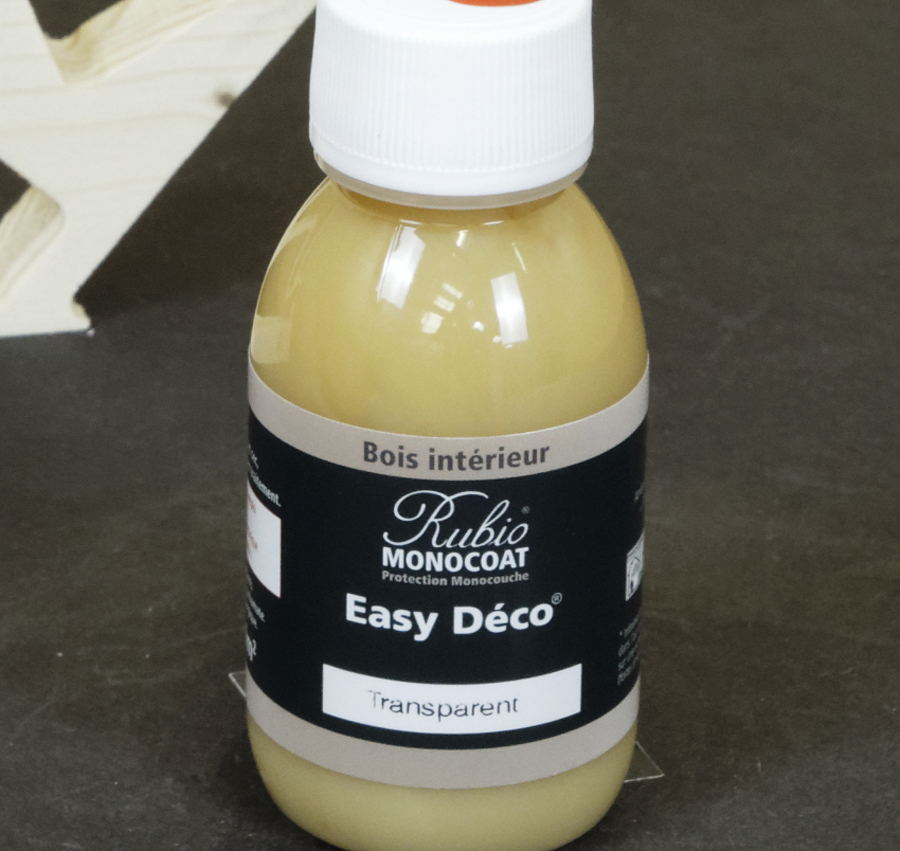 Bois intérieur
Rubio®
MONOCOAT
Protection Monocouche
Easy Déco®
Transparent